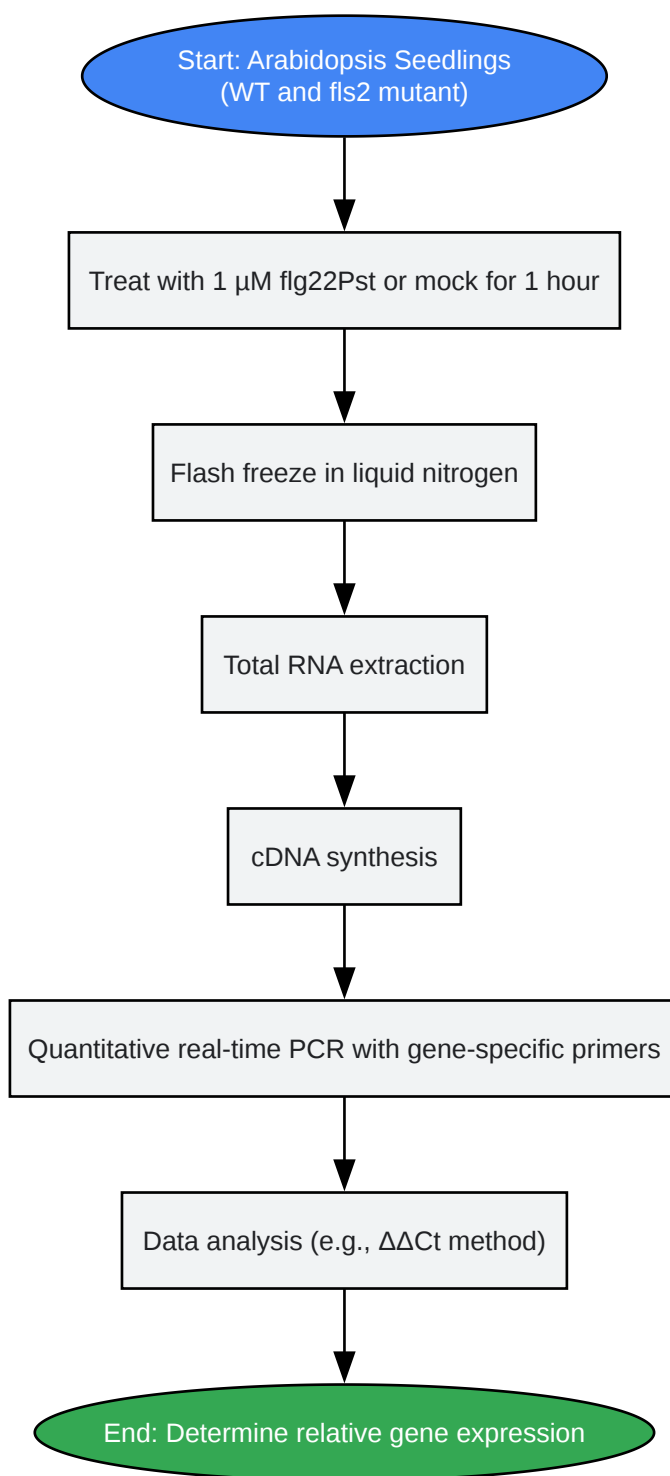 Start: Arabidopsis Seedlings
(WT and fls2 mutant)
Treat with 1 µM flg22Pst or mock for 1 hour
Flash freeze in liquid nitrogen
Total RNA extraction
cDNA synthesis
Quantitative real-time PCR with gene-specific primers
Data analysis (e.g., ΔΔCt method)
End: Determine relative gene expression